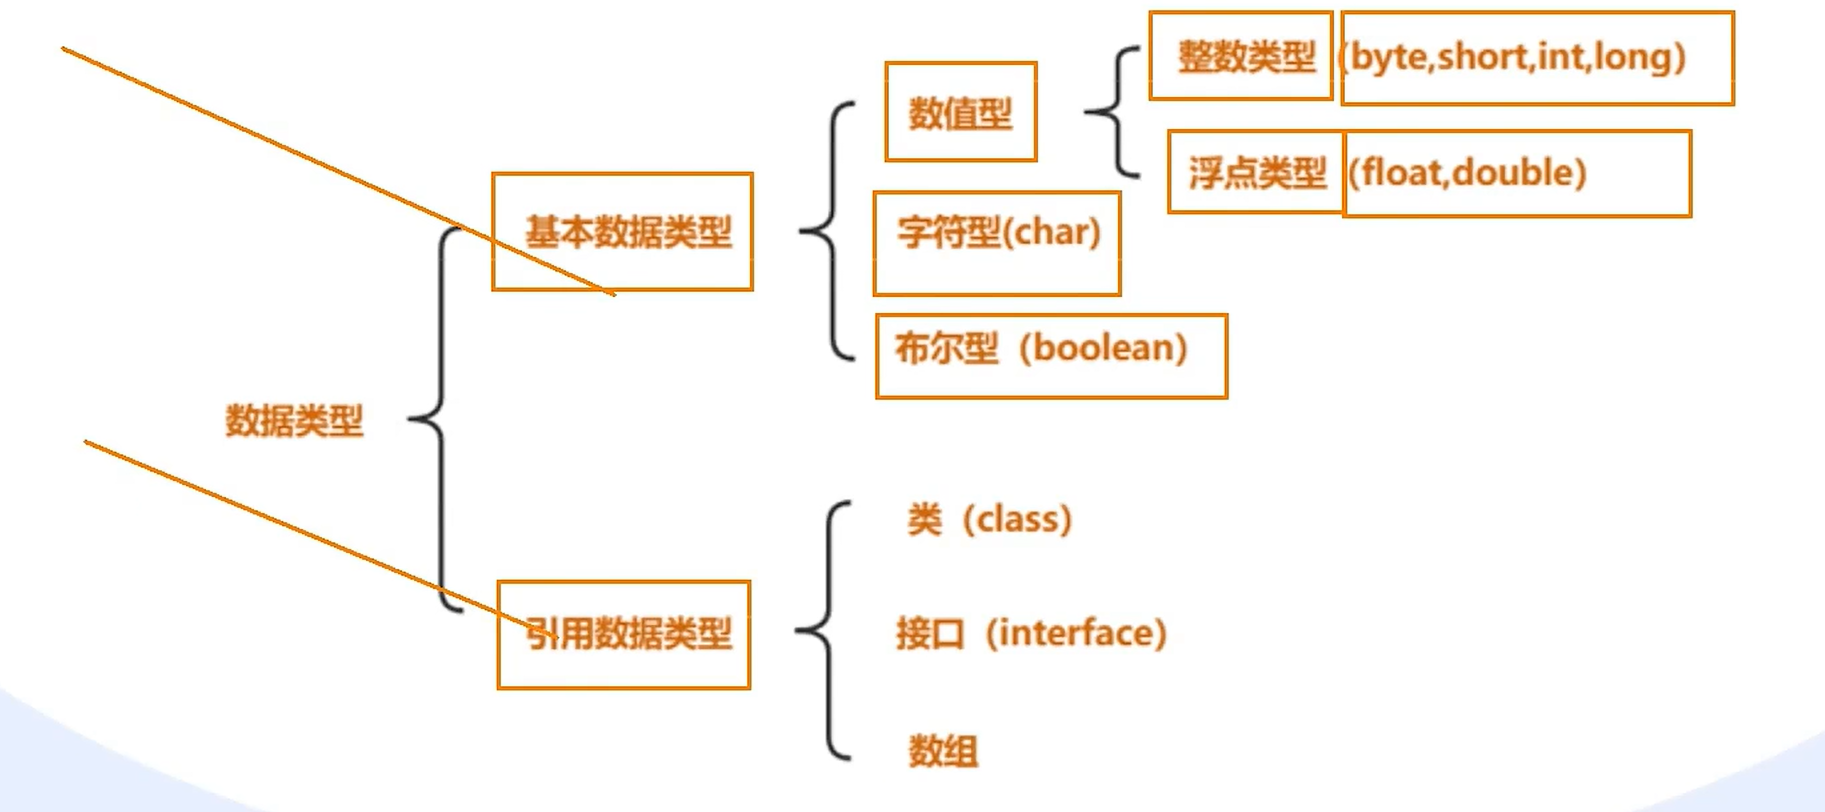 数据类型
基本数据类型
数值型
整数类型 (byte,short,int,long)
浮点类型 (float,double)
字符型(char)
布尔型（boolean）
引用数据类型
类（class）
接口（interface）
数组